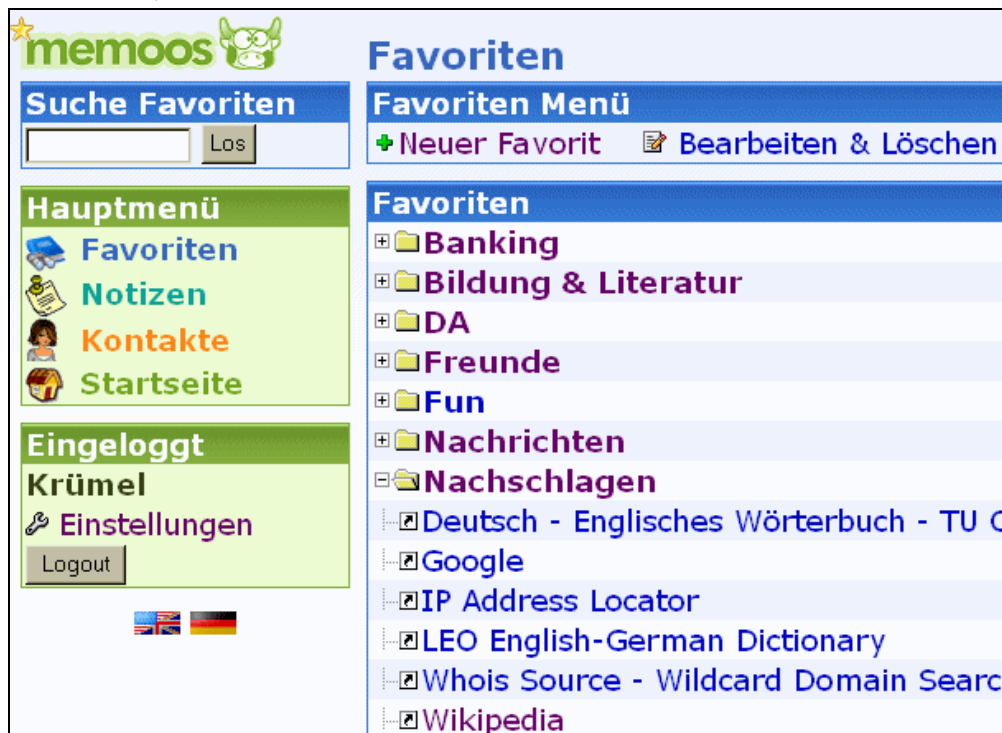 memoos
Suche Favoriten
Los
Hauptmenü
Favoriten
Notizen
Kontakte
Startseite
Eingeloggt
Krümel
Einstellungen
Logout
Favoriten
Favoriten Menü
Neuer Favorit Bearbeiten & Löschen
Favoriten
Banking
Bildung & Literatur
DA
Freunde
Fun
Nachrichten
Nachschlagen
Deutsch - Englisches Wörterbuch - TU
Google
IP Address Locator
LEO English-German Dictionary
Whois Source - Wildcard Domain
Wikipedia